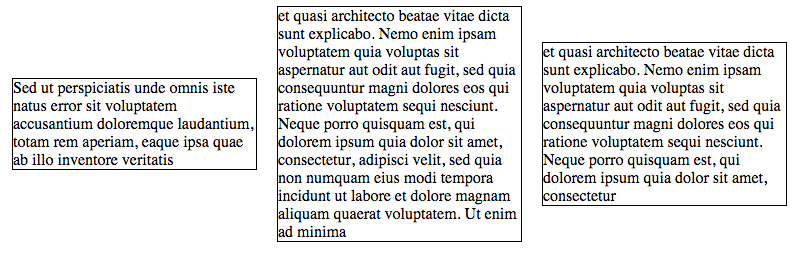 Sed ut perspiciatis unde omnis iste
natus error sit voluptatem
accusantium doloremque laudantium,
totam rem aperiam, eaque ipsa quae
ab illo inventore veritatis
et quasi architecto beatae vitae dicta
sunt explicabo. Nemo enim ipsam
voluptatem quia voluptas sit
aspernatur aut odit aut fugit, sed quia
consequuntur magni dolores eos qui
ratione voluptatem sequi nesciunt.
Neque porro quisquam est, qui
dolorem ipsum quia dolor sit amet,
consectetur, adipisci velit, sed quia
non numquam eius modi tempora
incidunt ut labore et dolore magnam
aliquam quaerat voluptatem. Ut enim
ad minima
et quasi architecto beatae vitae dicta
sunt explicabo. Nemo enim ipsam
voluptatem quia voluptas sit
aspernatur aut odit aut fugit, sed quia
consequuntur magni dolores eos qui
ratione voluptatem sequi nesciunt.
Neque porro quisquam est, qui
dolorem ipsum quia dolor sit amet,
consectetur